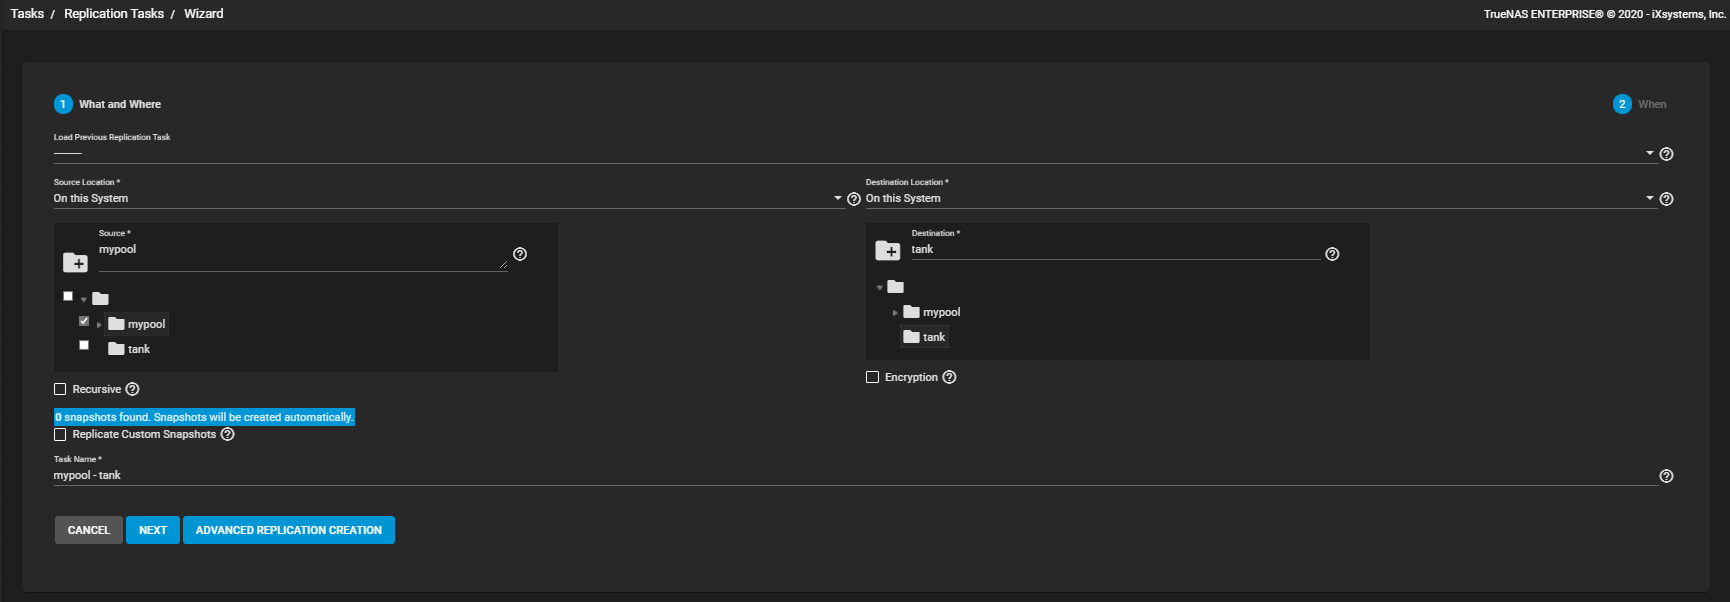 Tasks / Replication Tasks / Wizard
TrueNAS ENTERPRISE® © 2020 - iXsystems, Inc.
1 What and Where
2 When
Load Previous Replication Task
---------
Source Location *
On this System
Destination Location *
On this System
Source *
mypool
mypool
tank
Destination *
tank
mypool
tank
Recursive
Encryption
0 snapshots found. Snapshots will be created automatically.
Replicate Custom Snapshots
Task Name *
mypool - tank
CANCEL NEXT ADVANCED REPLICATION CREATION